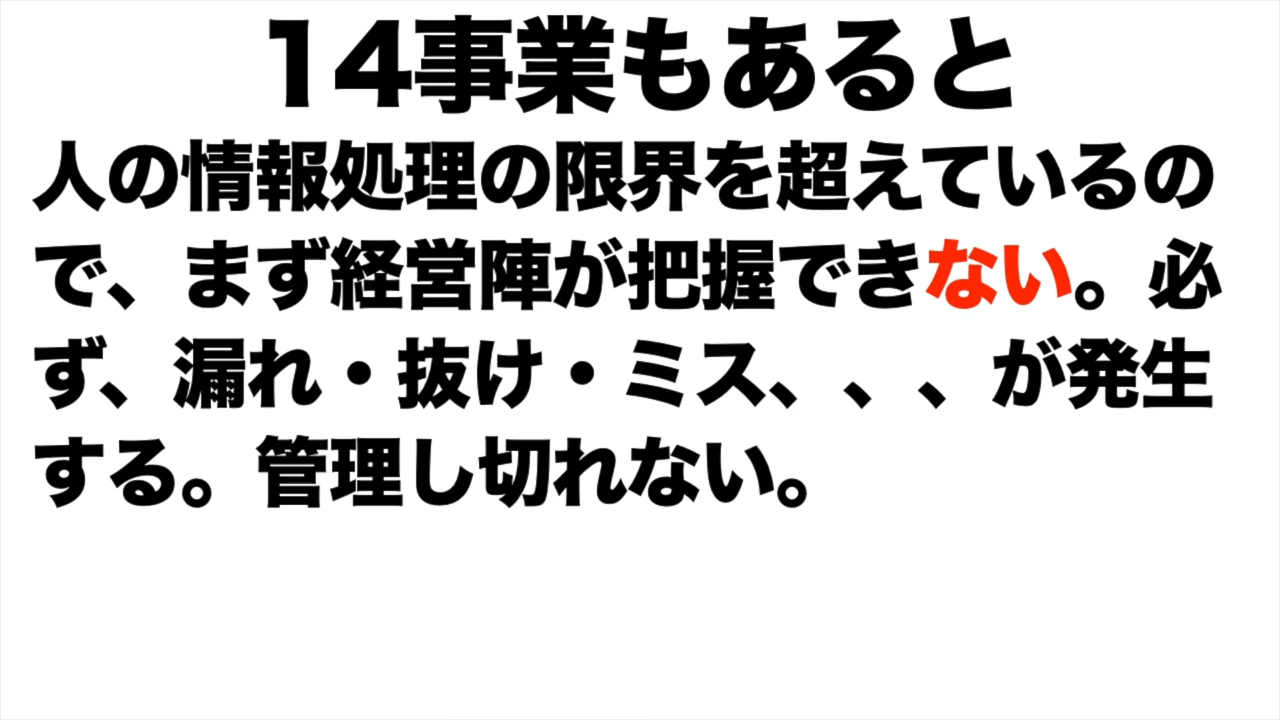 14事業もあると
人の情報処理の限界を超えているの
で、まず経営陣が把握できない。必
ず、漏れ・抜け・ミス、、、が発生
する。管理し切れない。